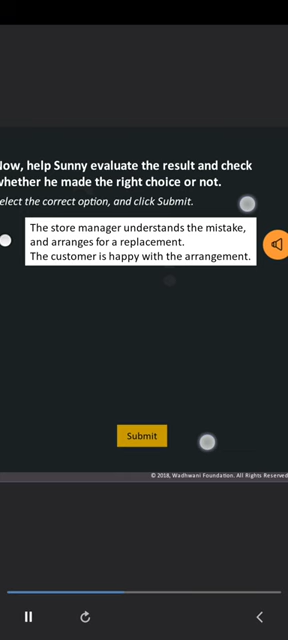 Now, help Sunny evaluate the result and check
whether he made the right choice or not.
elect the correct option, and click Submit.
The store manager understands the mistake,
and arranges for a replacement.
The customer is happy with the arrangement.
Submit
© 2018, Wadhwani Foundation. All Rights Reserved